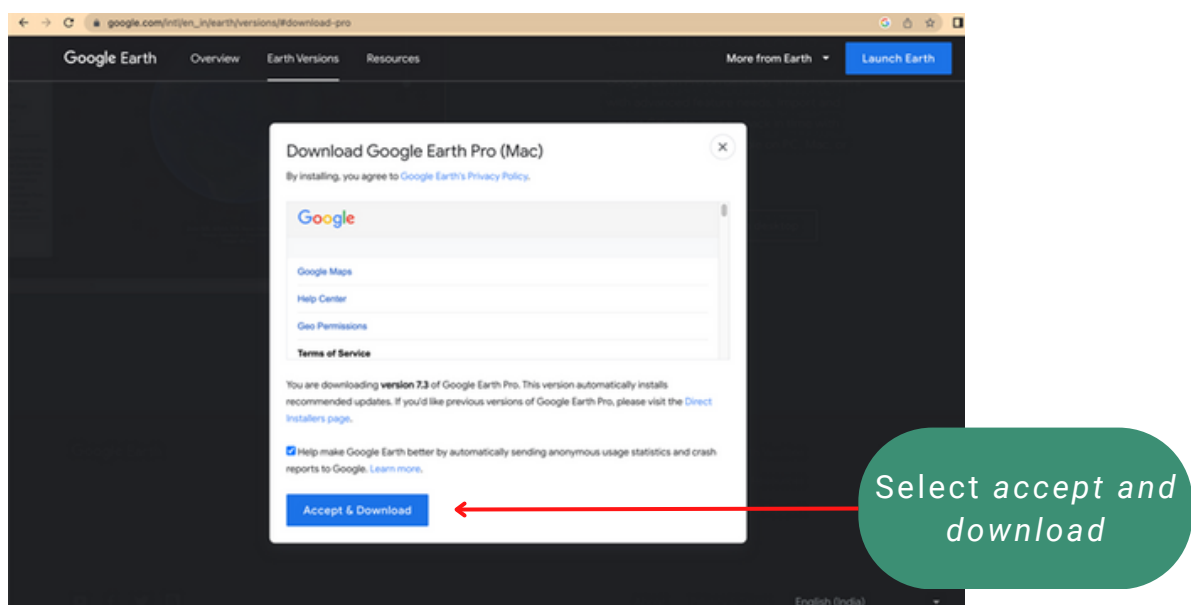 google.com/intl/en_in/earth/versions/#download-pro
Google Earth Overview Earth Versions Resources More from Earth Launch Earth
Download Google Earth Pro (Mac)
By installing, you agree to Google Earth's Privacy Policy.
Google
Google Maps
Help Center
Geo Permissions
Terms of Service
You are downloading version 7.3 of Google Earth Pro. This version automatically installs
recommended updates. If you'd like previous versions of Google Earth Pro, please visit the Direct
Installers page.
Help make Google Earth better by automatically sending anonymous usage statistics and crash
reports to Google. Learn more.
Accept & Download
Select accept and
download
English (India)